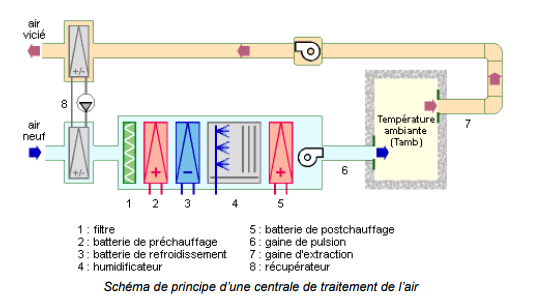 air
vicié
+/-
8
air
neuf
+/-
+
-
+
Température
ambiante
(Tamb)
7
6
1
2
3
4
5
1 : filtre
2 : batterie de préchauffage
3 : batterie de refroidissement
4 : humidificateur
5 : batterie de postchauffage
6 : gaine de pulsion
7 : gaine d'extraction
8 : récupérateur
Schéma de principe d'une centrale de traitement de l'air